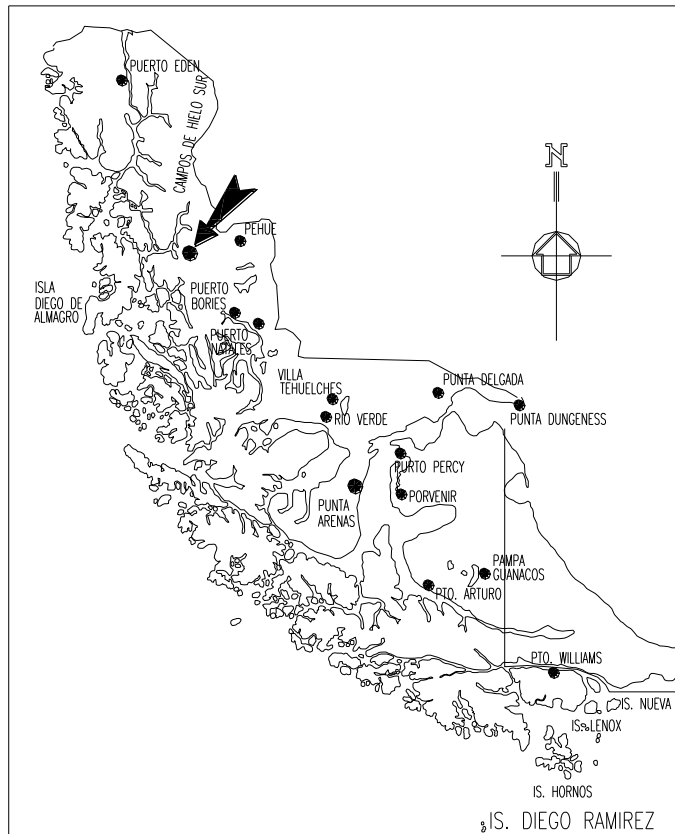 PUERTO EDEN
CAMPOS DE HIELO SUR
N
PEHUE
ISLA
DIEGO DE
ALMAGRO
PUERTO
BORIES
PUERTO
NATALES
VILLA
TEHUELCHES
PUNTA DELGADA
RIO VERDE
PUNTA DUNGENESS
PURTO PERCY
PUNTA
ARENAS
PORVENIR
PAMPA
GUANACOS
PTO. ARTURO
PTO. WILLIAMS
IS. NUEVA
IS. LENOX
IS. HORNOS
IS. DIEGO RAMIREZ